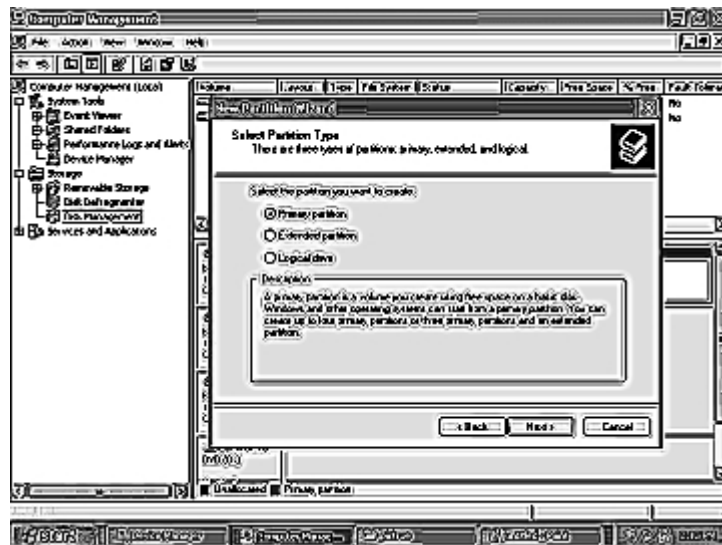 Computer Management
File Action View Window Help
Computer Management (Local)
System Tools
Event Viewer
Shared Folders
Performance Logs and Alerts
Device Manager
Storage
Removable Storage
Disk Defragmenter
Disk Management
Services and Applications
Volume Layout Type File System Status Capacity Free Space % Free Fault Tolera
No
No
New Partition Wizard
Select Partition Type
There are three types of partitions: primary, extended, and logical.
Select the partition you want to create:
Primary partition
Extended partition
Logical drive
Description
A primary partition is a volume you create using free space on a basic disk.
Windows and other operating systems can start from a primary partition. You can
create up to four primary partitions or three primary partitions and an extended
partition.
< Back Next > Cancel
DVD (D:)
Unallocated Primary partition